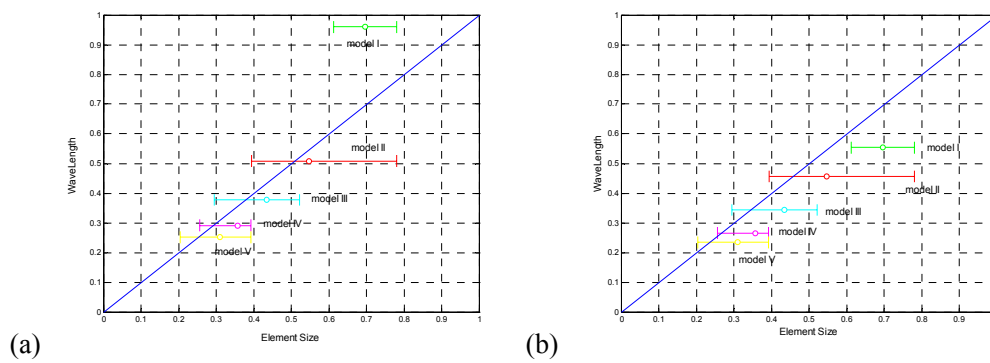 1
0.9
0.8
0.7
0.6
0.5
0.4
0.3
0.2
0.1
0
WaveLength
model I
model II
model III
model IV
model V
0 0.1 0.2 0.3 0.4 0.5 0.6 0.7 0.8 0.9 1
Element Size
(a)
1
0.9
0.8
0.7
0.6
0.5
0.4
0.3
0.2
0.1
0
WaveLength
model I
model II
model III
model IV
model V
0 0.1 0.2 0.3 0.4 0.5 0.6 0.7 0.8 0.9
Element Size
(b)